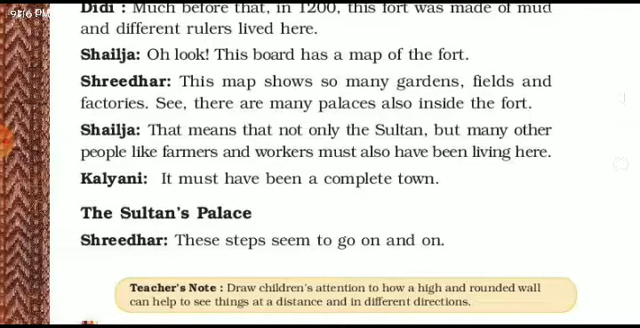 Didi : Much before that, in 1200, this fort was made of mud
and different rulers lived here.
Shailja: Oh look! This board has a map of the fort.
Shreedhar: This map shows so many gardens, fields and
factories. See, there are many palaces also inside the fort.
Shailja: That means that not only the Sultan, but many other
people like farmers and workers must also have been living here.
Kalyani: It must have been a complete town.
The Sultan's Palace
Shreedhar: These steps seem to go on and on.
Teacher's Note : Draw children's attention to how a high and rounded wall
can help to see things at a distance and in different directions.